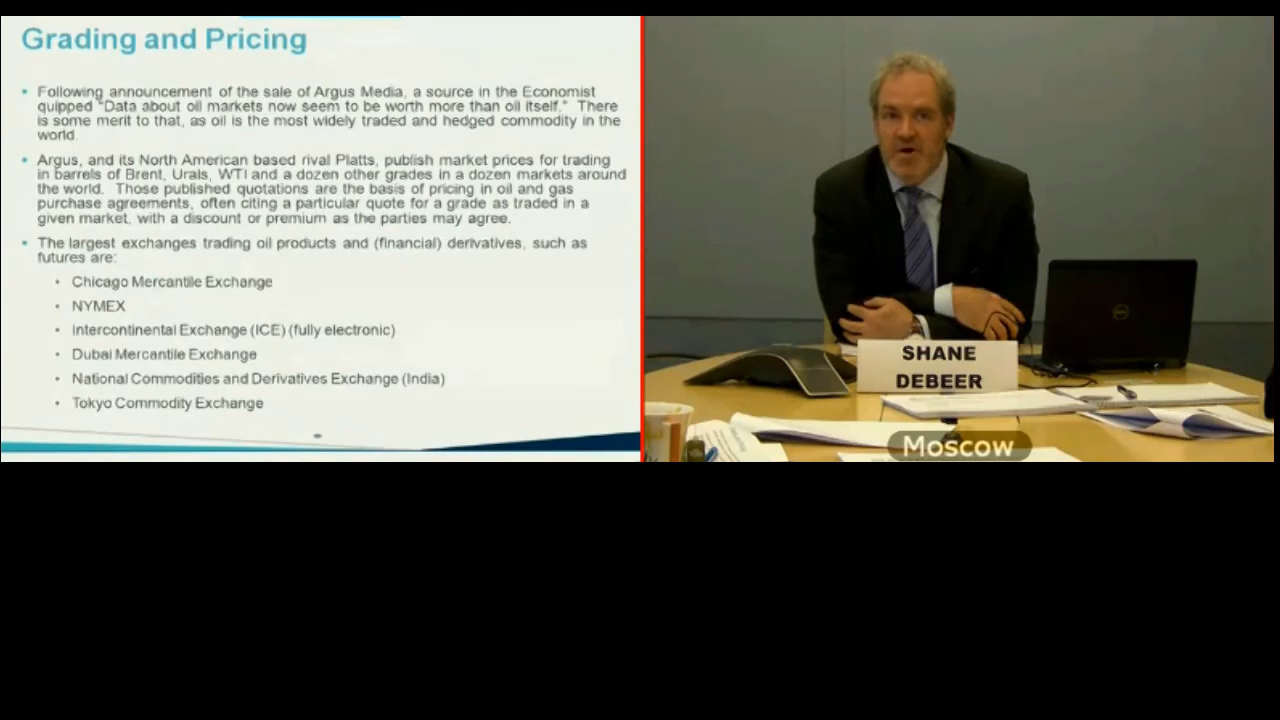 Grading and Pricing
• Following announcement of the sale of Argus Media, a source in the Economist
quipped "Data about oil markets now seem to be worth more than oil itself." There
is some merit to that, as oil is the most widely traded and hedged commodity in the
world.
• Argus, and its North American based rival Platts, publish market prices for trading
in barrels of Brent, Urals, WTI and a dozen other grades in a dozen markets around
the world. Those published quotations are the basis of pricing in oil and gas
purchase agreements, often citing a particular quote for a grade as traded in a
given market, with a discount or premium as the parties may agree.
• The largest exchanges trading oil products and (financial) derivatives, such as
futures are:
• Chicago Mercantile Exchange
• NYMEX
• Intercontinental Exchange (ICE) (fully electronic)
• Dubai Mercantile Exchange
• National Commodities and Derivatives Exchange (India)
• Tokyo Commodity Exchange
SHANE
DEBEER
Moscow